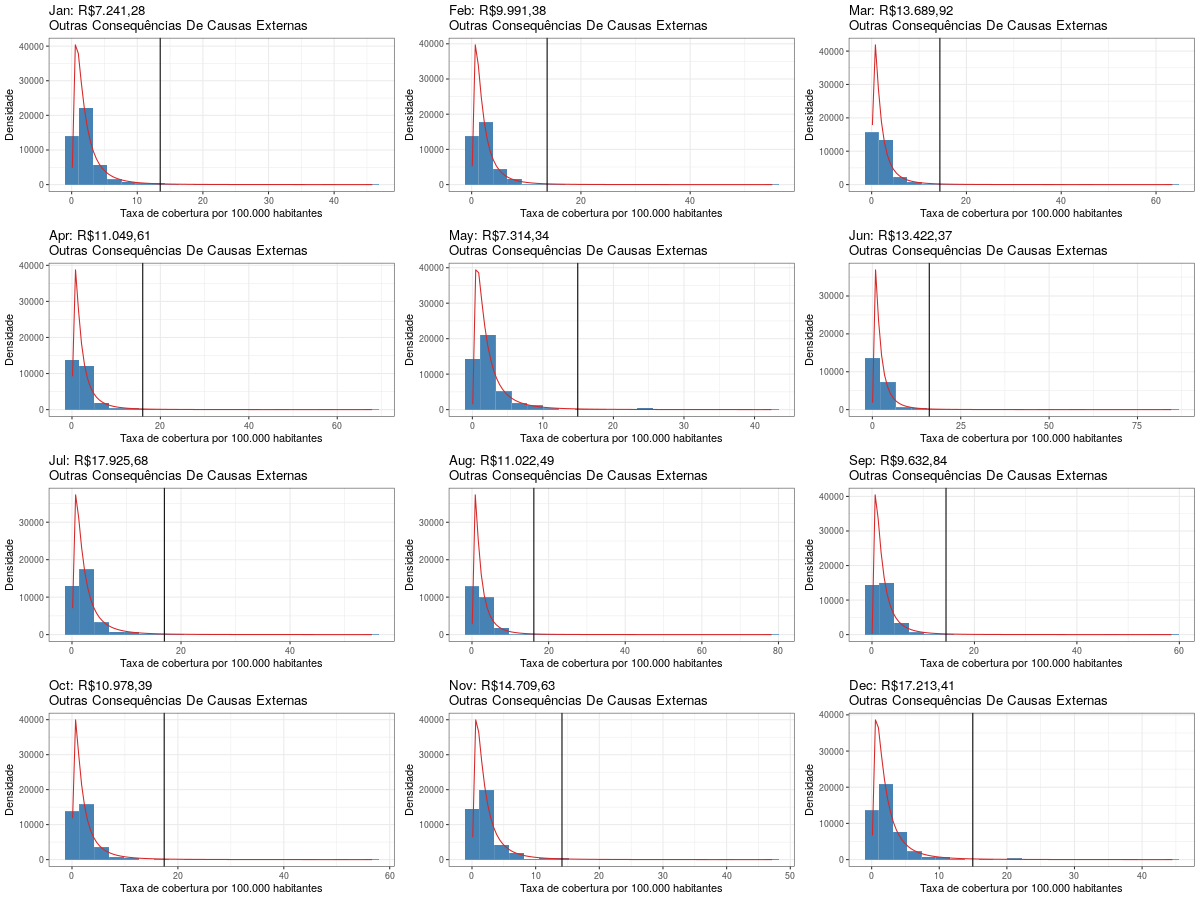 Jan: R$7.241,28
Outras Consequências De Causas Externas
40000
30000
20000
10000
0
Densidade
0 10 20 30 40
Taxa de cobertura por 100.000 habitantes
Feb: R$9.991,38
Outras Consequências De Causas Externas
40000
30000
20000
10000
0
Densidade
0 20 40
Taxa de cobertura por 100.000 habitantes
Mar: R$13.689,92
Outras Consequências De Causas Externas
40000
30000
20000
10000
0
Densidade
0 20 40 60
Taxa de cobertura por 100.000 habitantes
Apr: R$11.049,61
Outras Consequências De Causas Externas
40000
30000
20000
10000
0
Densidade
0 20 40 60
Taxa de cobertura por 100.000 habitantes
May: R$7.314,34
Outras Consequências De Causas Externas
40000
30000
20000
10000
0
Densidade
0 10 20 30 40
Taxa de cobertura por 100.000 habitantes
Jun: R$13.422,37
Outras Consequências De Causas Externas
30000
20000
10000
0
Densidade
0 25 50 75
Taxa de cobertura por 100.000 habitantes
Jul: R$17.925,68
Outras Consequências De Causas Externas
30000
20000
10000
0
Densidade
0 20 40
Taxa de cobertura por 100.000 habitantes
Aug: R$11.022,49
Outras Consequências De Causas Externas
30000
20000
10000
0
Densidade
0 20 40 60 80
Taxa de cobertura por 100.000 habitantes
Sep: R$9.632,84
Outras Consequências De Causas Externas
40000
30000
20000
10000
0
Densidade
0 20 40 60
Taxa de cobertura por 100.000 habitantes
Oct: R$10.978,39
Outras Consequências De Causas Externas
40000
30000
20000
10000
0
Densidade
0 20 40 60
Taxa de cobertura por 100.000 habitantes
Nov: R$14.709,63
Outras Consequências De Causas Externas
40000
30000
20000
10000
0
Densidade
0 10 20 30 40 50
Taxa de cobertura por 100.000 habitantes
Dec: R$17.213,41
Outras Consequências De Causas Externas
40000
30000
20000
10000
0
Densidade
0 10 20 30 40
Taxa de cobertura por 100.000 habitantes